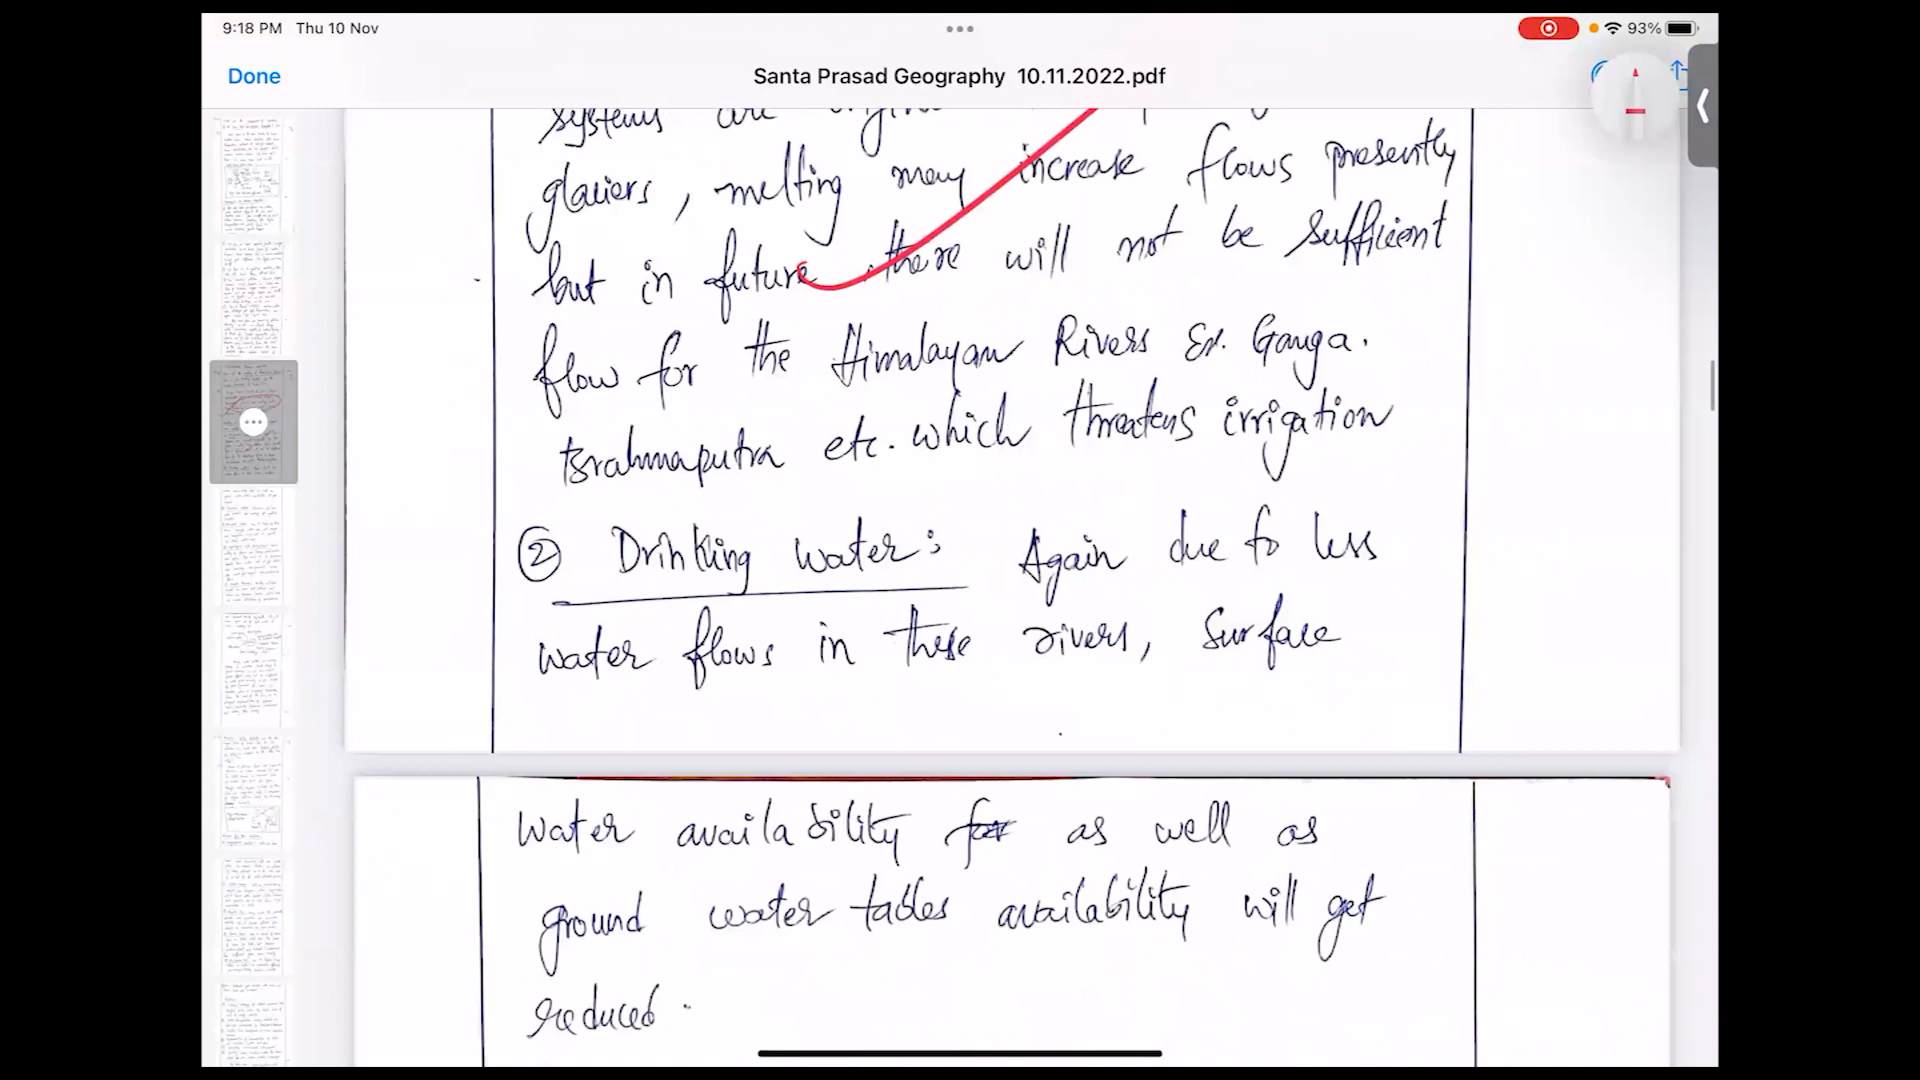 9:18 PM Thu 10 Nov
93%
Done
Santa Prasad Geography 10.11.2022.pdf
systems are
glaciers, melting may increase flows presently
but in future, there will not be sufficient
flow for the Himalayan Rivers Ex. Ganga.
Brahmaputra etc. which threatens irrigation
② Drinking water: Again due to less
water flows in these rivers, surface
water availability for as well as
ground water tables availability will get
reduced.